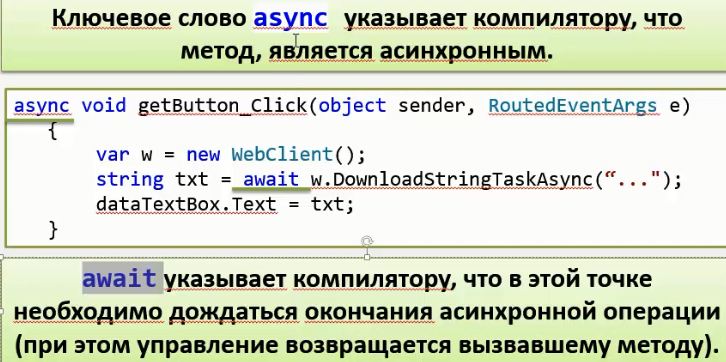 Ключевое слово async указывает компилятору, что
метод, является асинхронным.
async void getButton_Click(object sender, RoutedEventArgs e)
{
var w = new WebClient();
string txt = await w.DownloadStringTaskAsync(“...");
dataTextBox.Text = txt;
}
await указывает компилятору, что в этой точке
необходимо дождаться окончания асинхронной операции
(при этом управление возвращается вызвавшему методу).